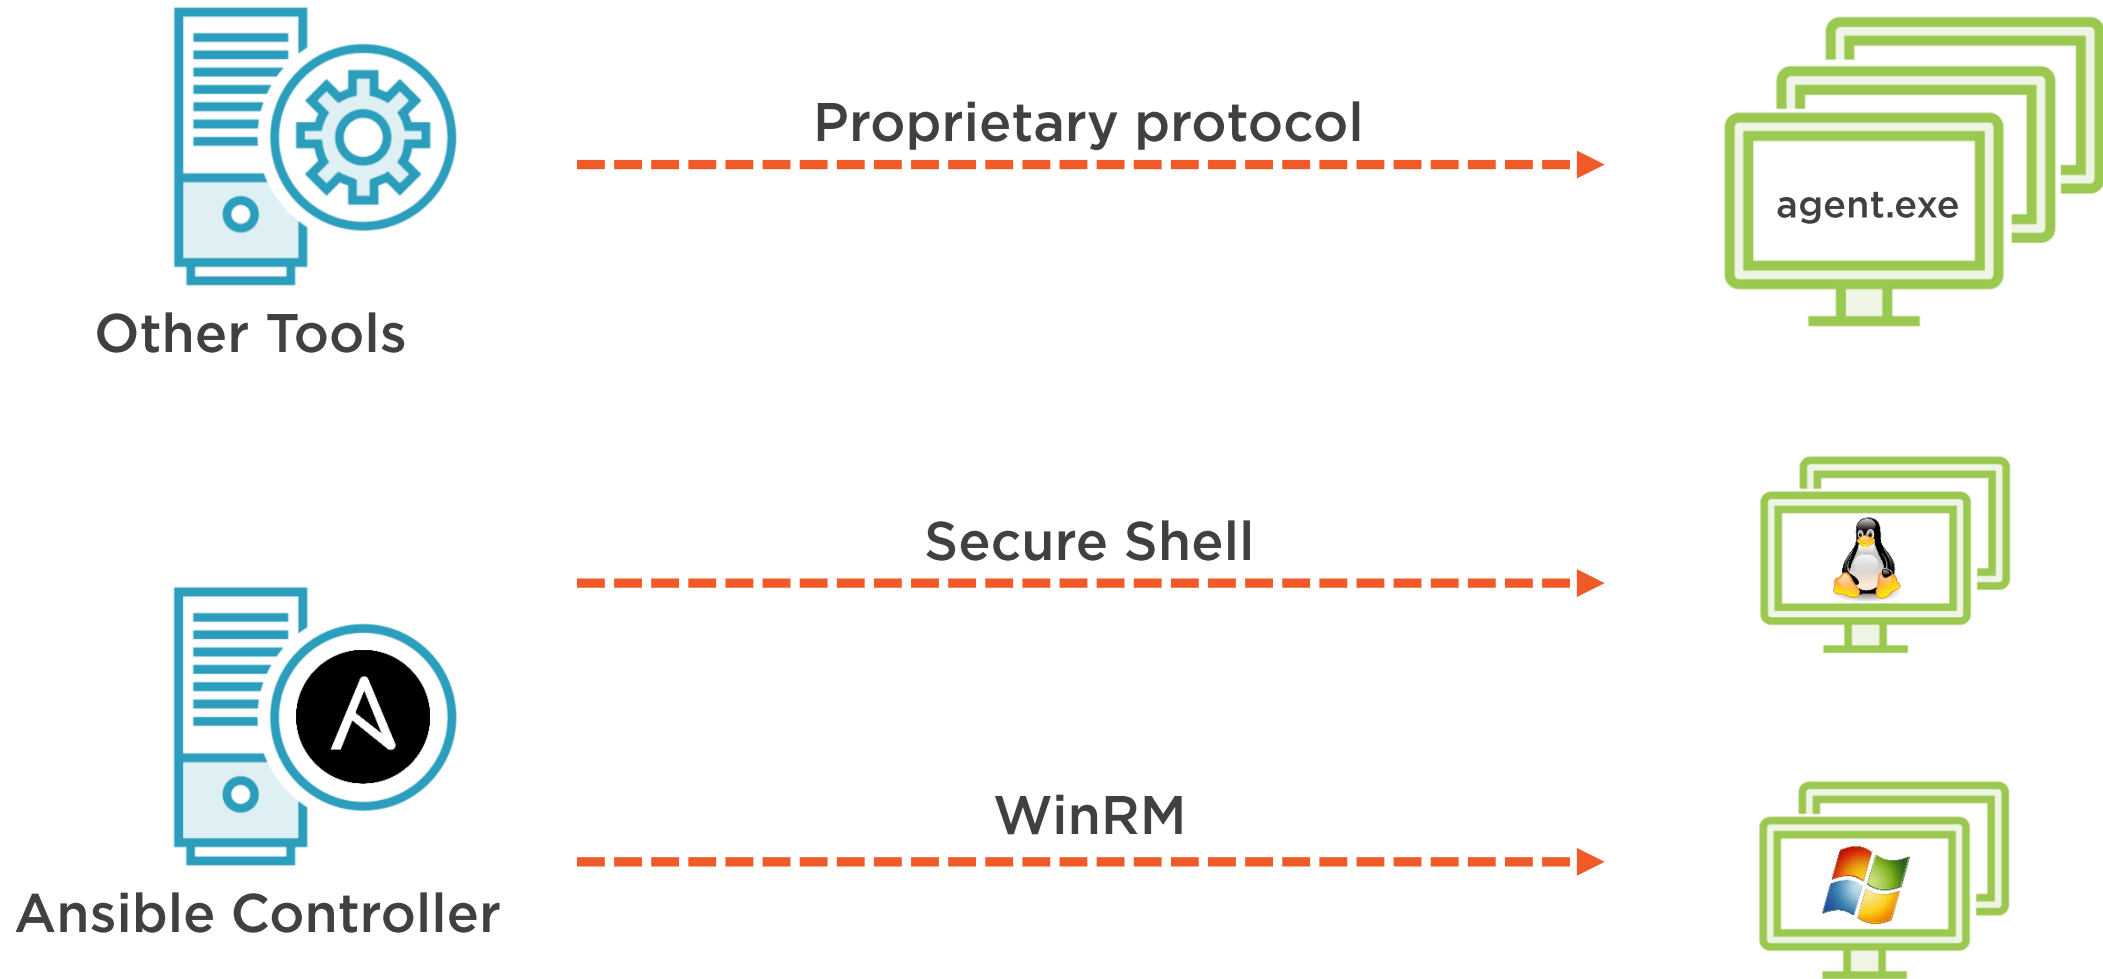 Proprietary protocol
agent.exe
Other Tools
Secure Shell
WinRM
Ansible Controller